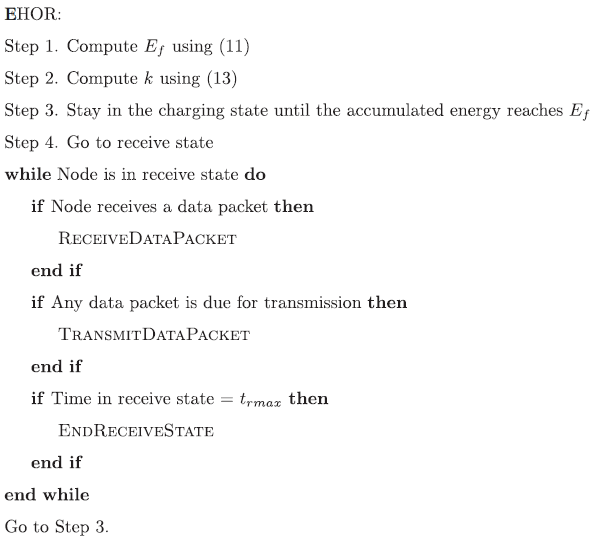 EHOR:
Step 1. Compute E_f using (11)
Step 2. Compute k using (13)
Step 3. Stay in the charging state until the accumulated energy reaches E_f
Step 4. Go to receive state
while Node is in receive state do
if Node receives a data packet then
RECEIVEDATAPACKET
end if
if Any data packet is due for transmission then
TRANSMITDATAPACKET
end if
if Time in receive state = t_rmax then
ENDRECEIVESTATE
end if
end while
Go to Step 3.